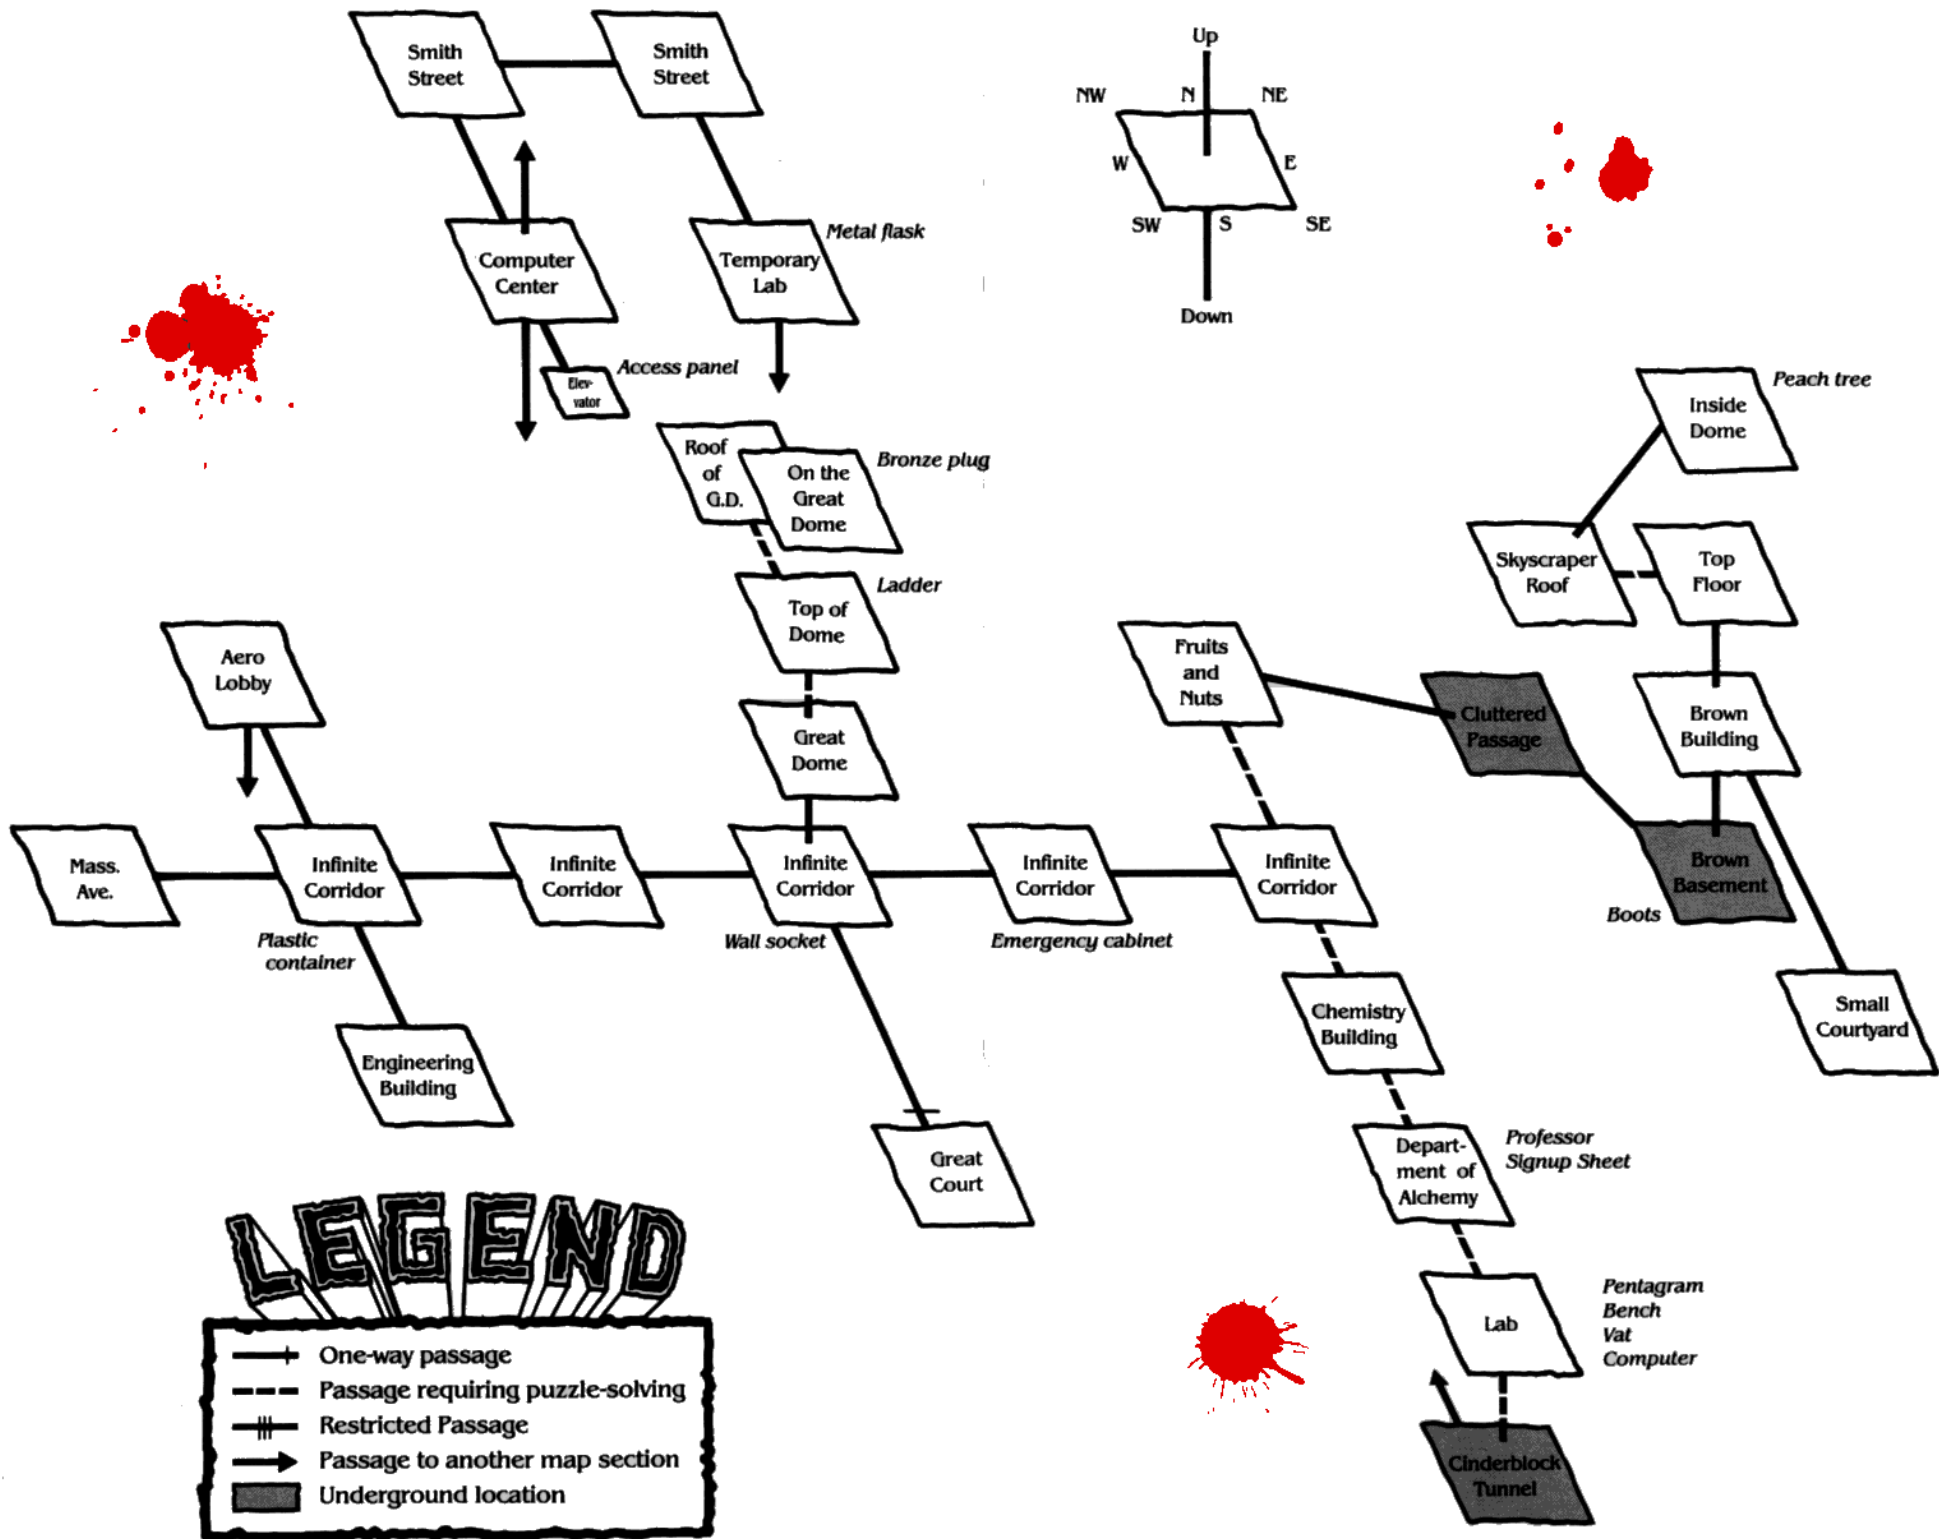 Smith
Street
Smith
Street
Up
NW
N
NE
W
E
SW
S
SE
Down
Computer
Center
Temporary
Lab
Metal flask
Elev-
vator
Access panel
Roof
of
G.D.
On the
Great
Dome
Bronze plug
Inside
Dome
Peach tree
Skyscraper
Roof
Top
Floor
Top of
Dome
Ladder
Aero
Lobby
Fruits
and
Nuts
Cluttered
Passage
Brown
Building
Great
Dome
Mass.
Ave.
Infinite
Corridor
Plastic
container
Infinite
Corridor
Infinite
Corridor
Wall socket
Infinite
Corridor
Emergency cabinet
Infinite
Corridor
Brown
Basement
Boots
Chemistry
Building
Small
Courtyard
Engineering
Building
Great
Court
Depart-
ment of
Alchemy
Professor
Signup Sheet
Lab
Pentagram
Bench
Vat
Computer
Cinderblock
Tunnel
LEGEND
One-way passage
Passage requiring puzzle-solving
Restricted Passage
Passage to another map section
Underground location